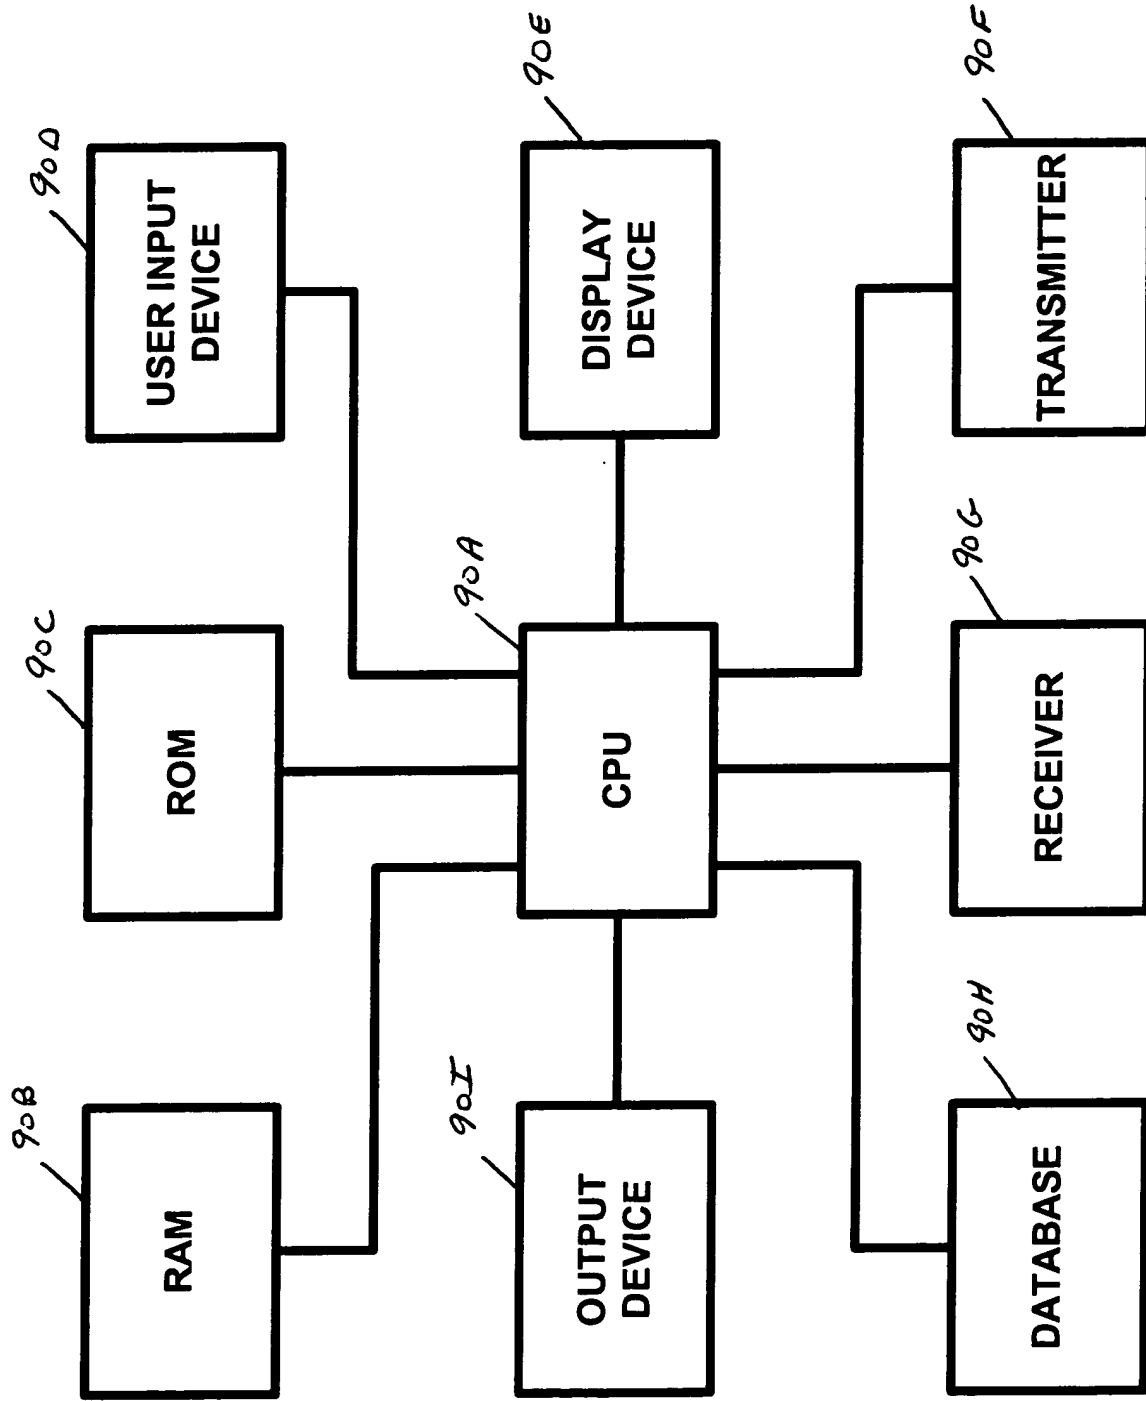 90B
RAM
90C
ROM
90D
USER INPUT
DEVICE
90I
OUTPUT
DEVICE
90A
CPU
90E
DISPLAY
DEVICE
90H
DATABASE
90G
RECEIVER
90F
TRANSMITTER